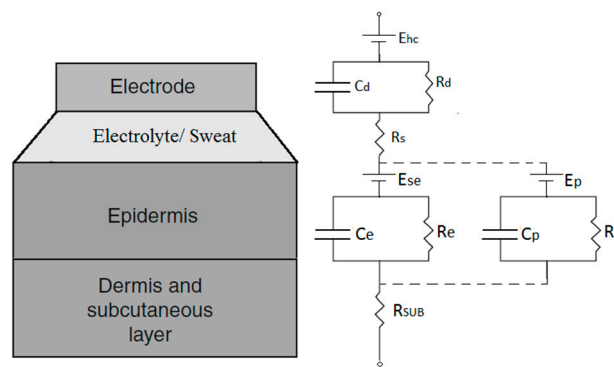 Electrode
Electrolyte/ Sweat
Epidermis
Dermis and
subcutaneous
layer
Ehc
Cd
Rd
Rs
Ese
Ep
Ce
Re
Cp
R
RSUB